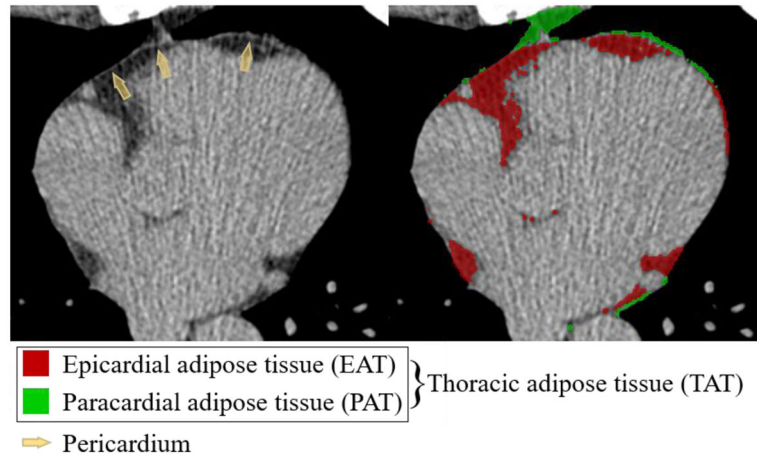 Epicardial adipose tissue (EAT)
Paracardial adipose tissue (PAT)
Thoracic adipose tissue (TAT)
Pericardium